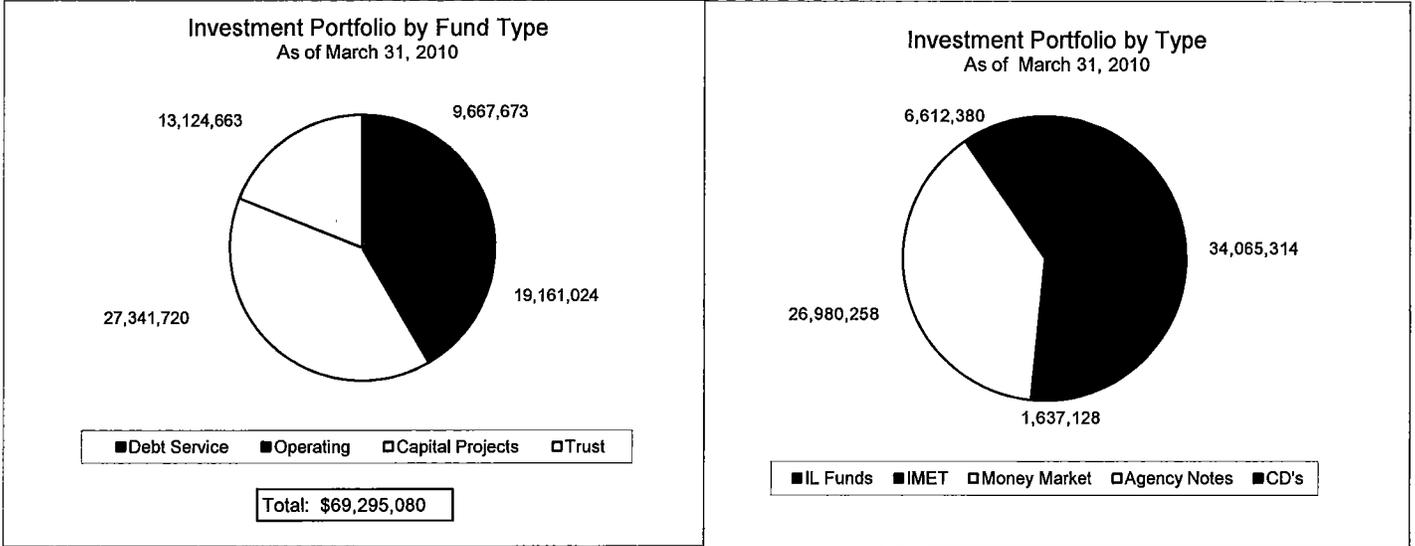 Investment Portfolio by Fund Type
As of March 31, 2010
13,124,663
9,667,673
19,161,024
27,341,720
■Debt Service ■Operating □Capital Projects □Trust
Total: $69,295,080
Investment Portfolio by Type
As of March 31, 2010
6,612,380
34,065,314
26,980,258
1,637,128
■IL Funds ■IMET □Money Market □Agency Notes ■CD's